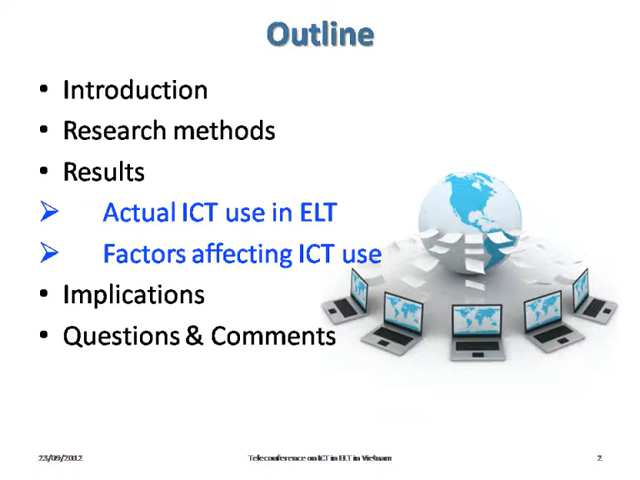 Outline
• Introduction
• Research methods
• Results
➢ Actual ICT use in ELT
➢ Factors affecting ICT use
• Implications
• Questions & Comments
23/09/2012 Teleconference on ICT in ELT in Vietnam 2